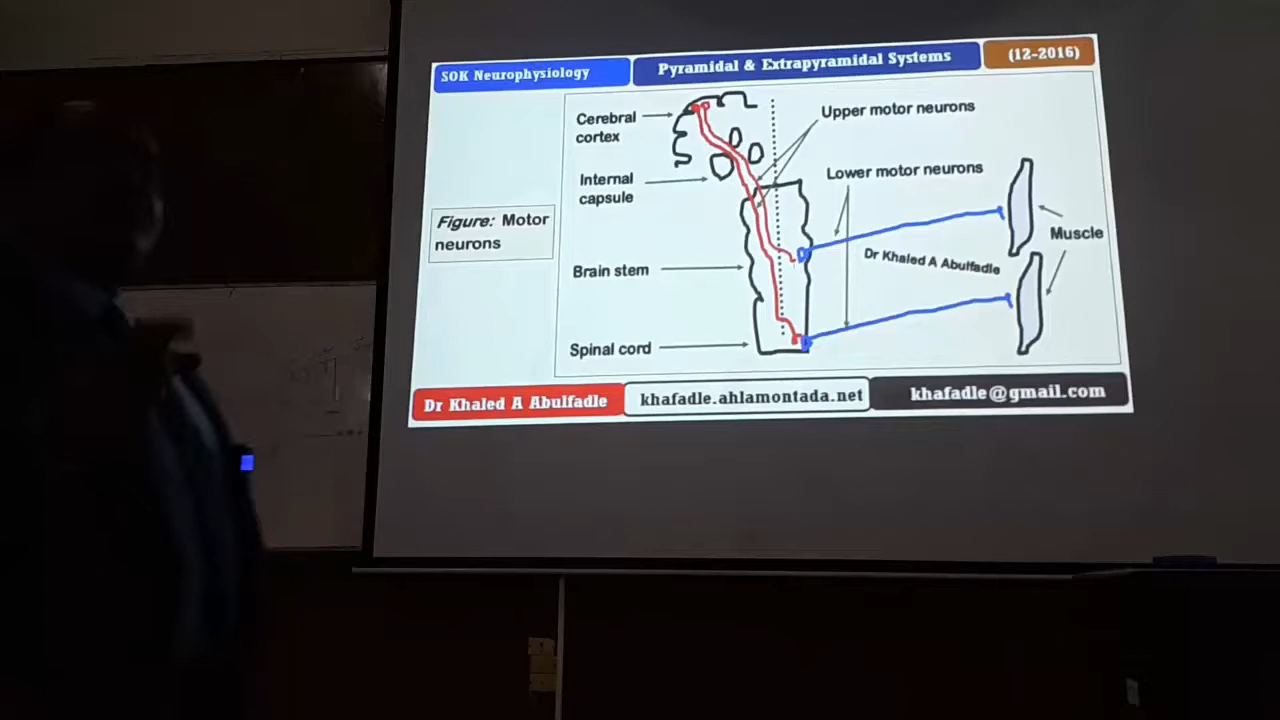 SOK Neurophysiology
Pyramidal & Extrapyramidal Systems
(12-2016)
Cerebral
cortex
Upper motor neurons
Internal
capsule
Lower motor neurons
Figure: Motor
neurons
Muscle
Brain stem
Dr Khaled A Abulfadle
Spinal cord
Dr Khaled A Abulfadle
khafadle.ahlamontada.net
khafadle@gmail.com